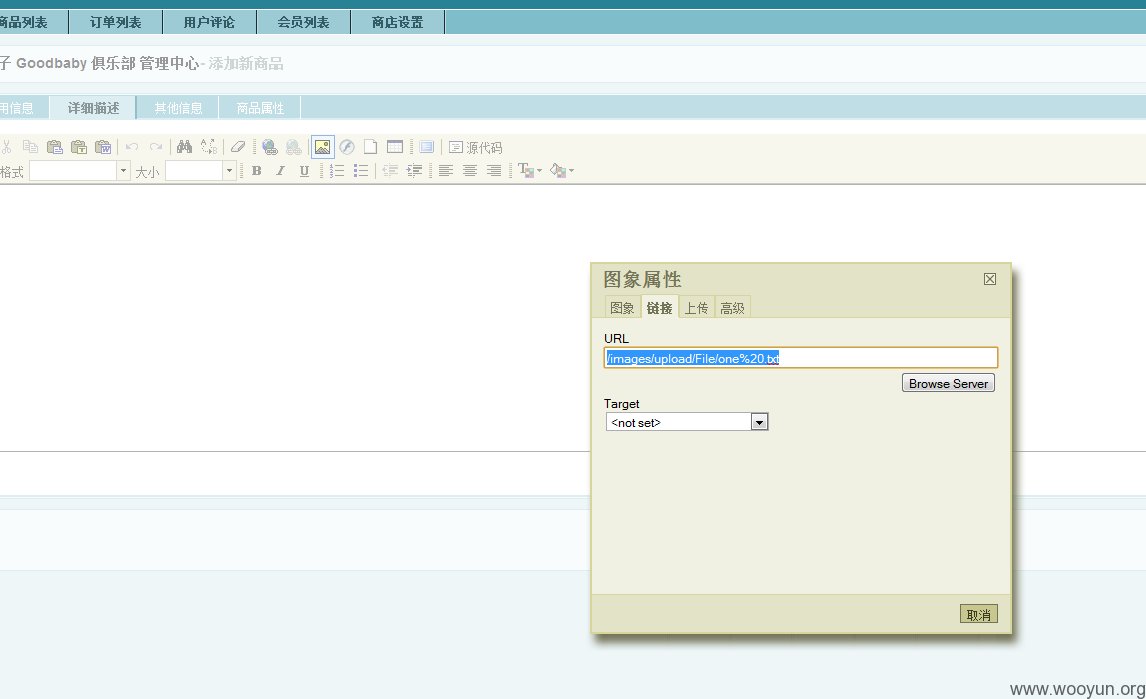 商品列表 订单列表 用户评论 会员列表 商店设置
子 Goodbaby 俱乐部 管理中心- 添加新商品
用信息 详细描述 其他信息 商品属性
源代码
格式 大小 B I U
图象属性
图象 链接 上传 高级
URL
/images/upload/File/one%20.txt
Browse Server
Target
<not set>
取消
www.wooyun.org